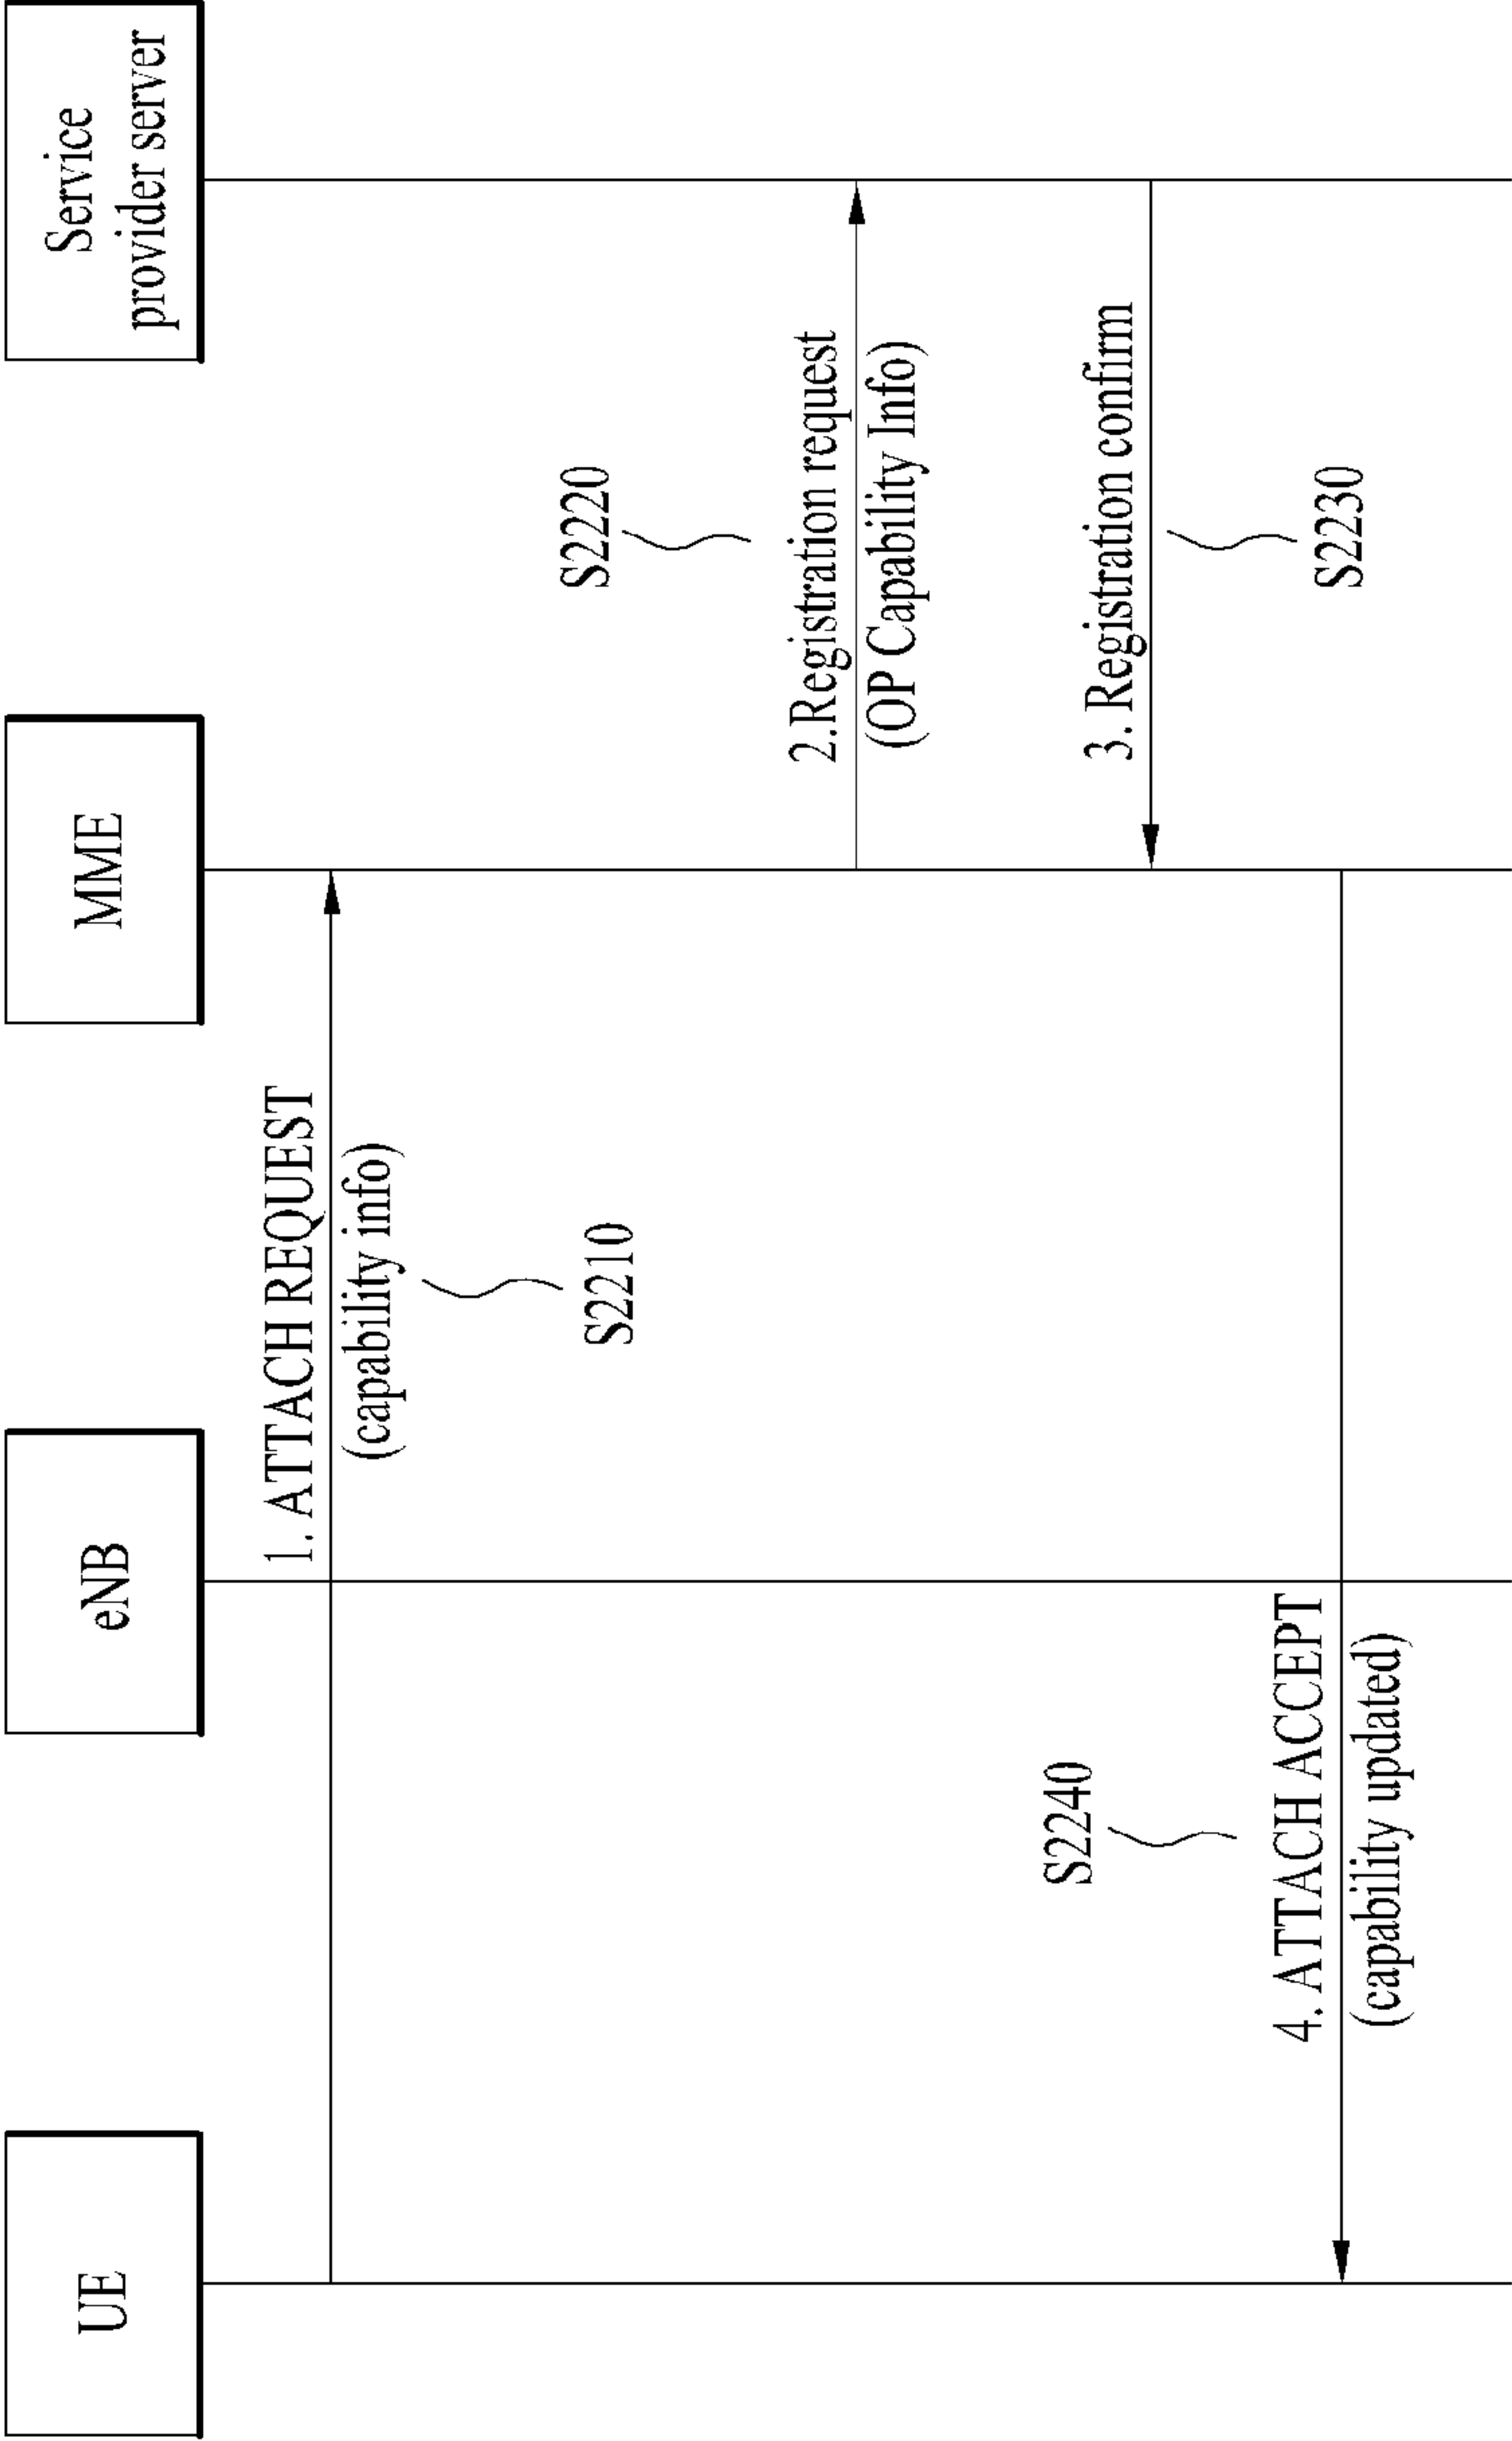 UE
eNB
MME
Service
provider server
1. ATTACH REQUEST
(capability info)
S2210
S2220
2.Registration request
(OP Capability Info)
3. Registration confirm
S2230
S2240
4. ATTACH ACCEPT
(capability updated)